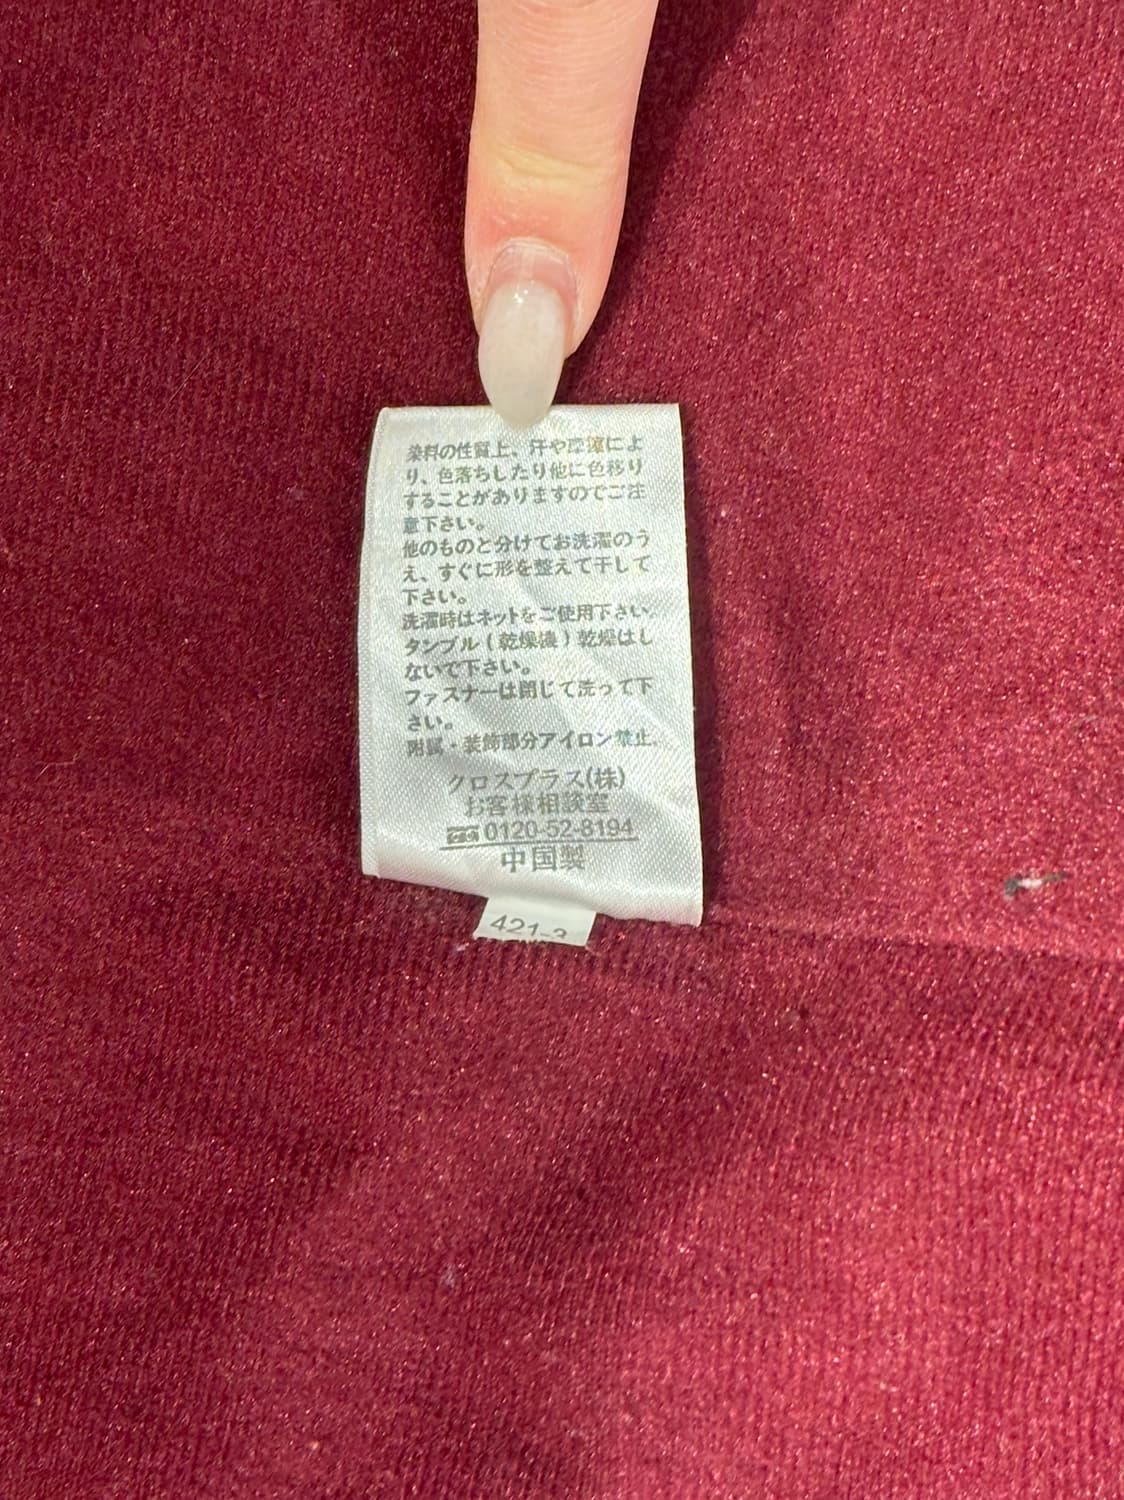 染料の性質上、汗や摩擦によ
り、色落ちしたり他に色移り
することがありますのでご注
意下さい。
他のものと分けてお洗濯のう
え、すぐに形を整えて干して
下さい。
洗濯時はネットをご使用下さい。
タンブル(乾燥機)乾燥はし
ないで下さい。
ファスナーは閉じて洗って下
さい。
附属・装飾部分アイロン禁止。
クロスプラス(株)
お客様相談室
0120-52-8194
中国製
421-3